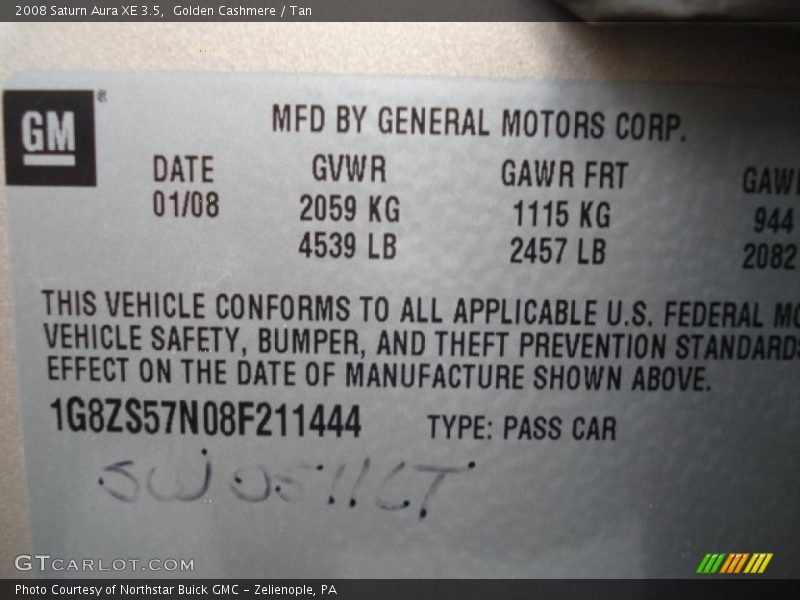 2008 Saturn Aura XE 3.5,  Golden Cashmere / Tan
GM®
MFD BY GENERAL MOTORS CORP.
DATE GVWR GAWR FRT GAW
01/08 2059 KG 1115 KG 944
4539 LB 2457 LB 2082
THIS VEHICLE CONFORMS TO ALL APPLICABLE U.S. FEDERAL MO
VEHICLE SAFETY, BUMPER, AND THEFT PREVENTION STANDARDS
EFFECT ON THE DATE OF MANUFACTURE SHOWN ABOVE.
1G8ZS57N08F211444 TYPE: PASS CAR
GTCARLOT.COM
Photo Courtesy of Northstar Buick GMC – Zelienople, PA